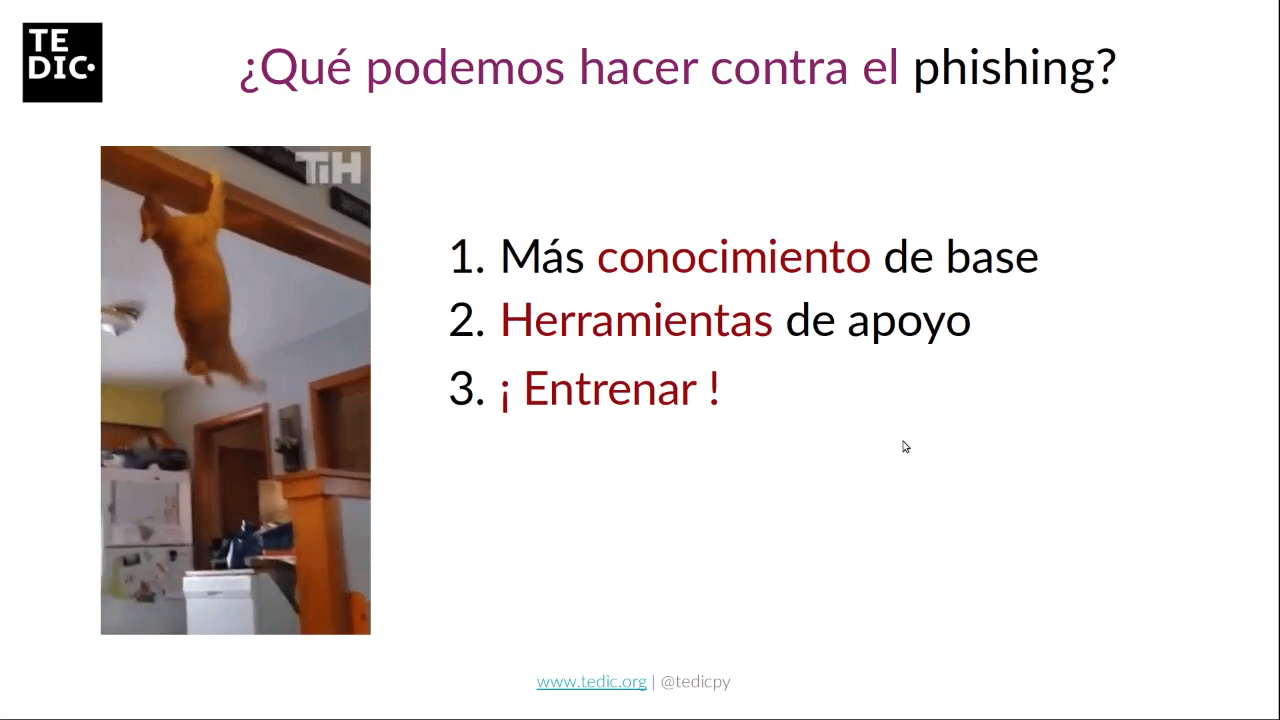 TE
DIC
¿Qué podemos hacer contra el phishing?
TiH
1. Más conocimiento de base
2. Herramientas de apoyo
3. ¡ Entrenar !
www.tedic.org | @tedicpy